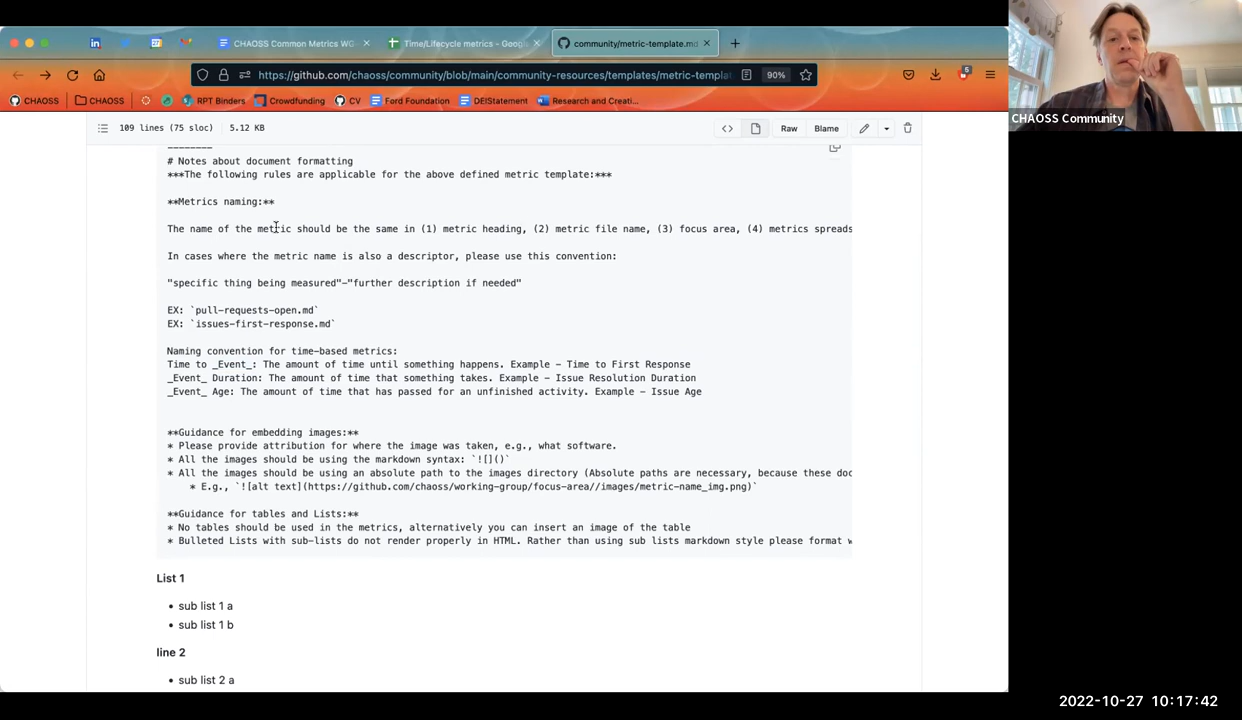 CHAOSS Common Metrics WG
Time/Lifecycle metrics - Goog
community/metric-template.m
https://github.com/chaoss/community/blob/main/community-resources/templates/metric-templat
90%
5
CHAOSS
CHAOSS
RPT Binders
Crowdfunding
CV
Ford Foundation
DEIStatement
Research and Creati...
109 lines (75 sloc)
5.12 KB
Raw
Blame
# Notes about document formatting
***The following rules are applicable for the above defined metric template:***
**Metrics naming:**
The name of the metric should be the same in (1) metric heading, (2) metric file name, (3) focus area, (4) metrics spreads
In cases where the metric name is also a descriptor, please use this convention:
"specific thing being measured"-"further description if needed"
EX: `pull-requests-open.md`
EX: `issues-first-response.md`
Naming convention for time-based metrics:
Time to _Event_: The amount of time until something happens. Example - Time to First Response
_Event_ Duration: The amount of time that something takes. Example - Issue Resolution Duration
_Event_ Age: The amount of time that has passed for an unfinished activity. Example - Issue Age
**Guidance for embedding images:**
* Please provide attribution for where the image was taken, e.g., what software.
* All the images should be using the markdown syntax: `![]()`
* All the images should be using an absolute path to the images directory (Absolute paths are necessary, because these doc
* E.g., `![alt text](https://github.com/chaoss/working-group/focus-area//images/metric-name_img.png)`
**Guidance for tables and Lists:**
* No tables should be used in the metrics, alternatively you can insert an image of the table
* Bulleted Lists with sub-lists do not render properly in HTML. Rather than using sub lists markdown style please format w
List 1
• sub list 1 a
• sub list 1 b
line 2
• sub list 2 a
CHAOSS Community
2022-10-27 10:17:42